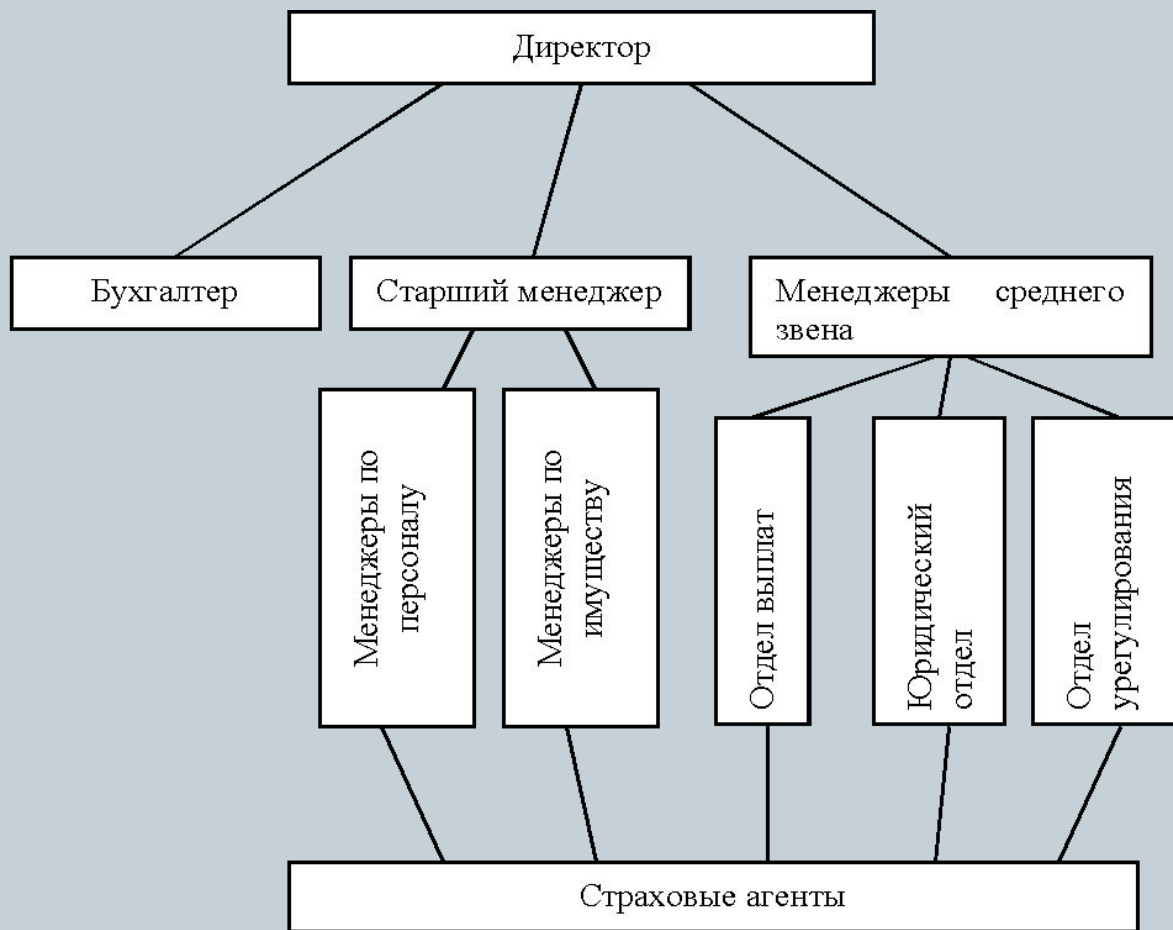 Директор
Бухгалтер
Старший менеджер
Менеджеры среднего
звена
Менеджеры по
персоналу
Менеджеры по
имуществу
Отдел выплат
Юридический
отдел
Отдел
урегулирования
Страховые агенты